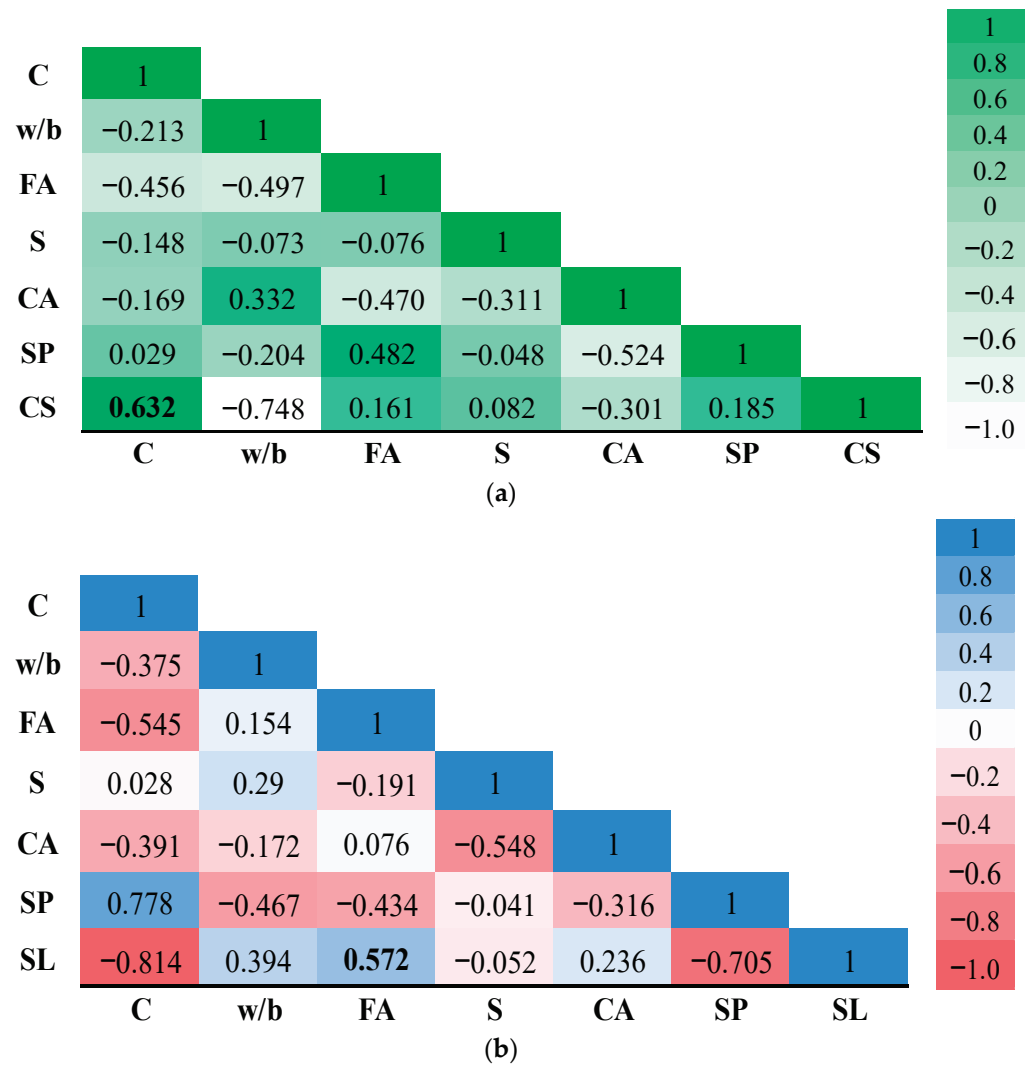 C 1
w/b −0.213 1
FA −0.456 −0.497 1
S −0.148 −0.073 −0.076 1
CA −0.169 0.332 −0.470 −0.311 1
SP 0.029 −0.204 0.482 −0.048 −0.524 1
CS 0.632 −0.748 0.161 0.082 −0.301 0.185 1
C w/b FA S CA SP CS
1
0.8
0.6
0.4
0.2
0
−0.2
−0.4
−0.6
−0.8
−1.0
(a)
C 1
w/b −0.375 1
FA −0.545 0.154 1
S 0.028 0.29 −0.191 1
CA −0.391 −0.172 0.076 −0.548 1
SP 0.778 −0.467 −0.434 −0.041 −0.316 1
SL −0.814 0.394 0.572 −0.052 0.236 −0.705 1
C w/b FA S CA SP SL
1
0.8
0.6
0.4
0.2
0
−0.2
−0.4
−0.6
−0.8
−1.0
(b)